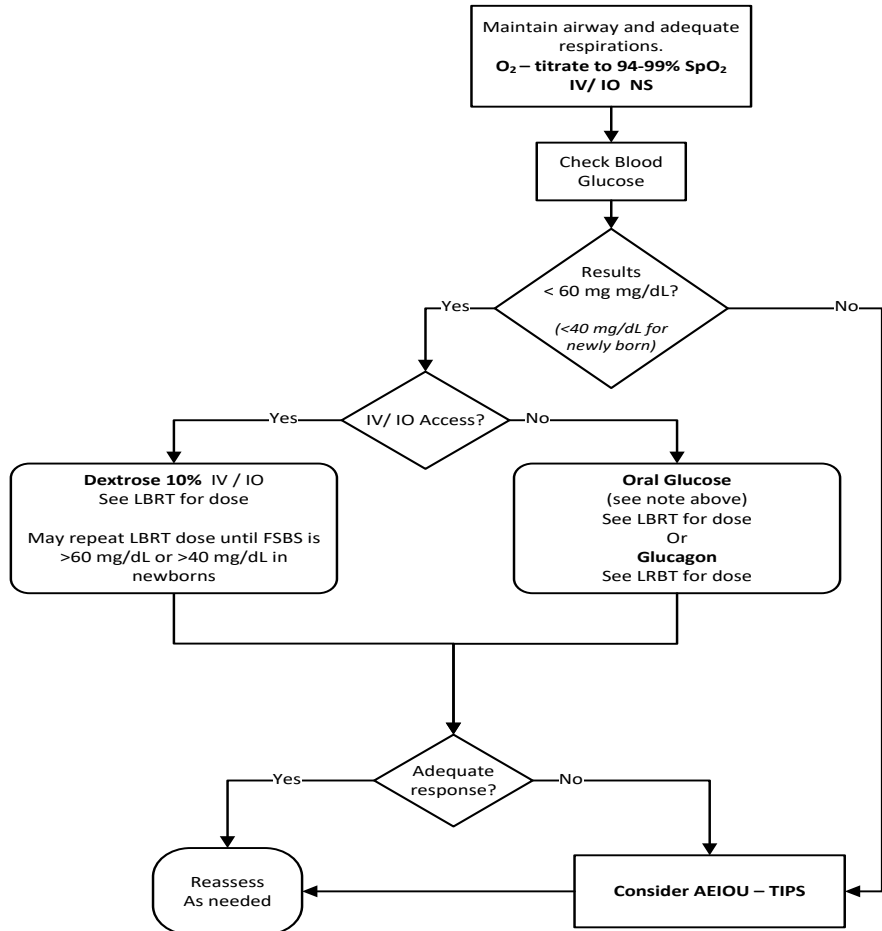 Maintain airway and adequate
respirations.
O₂ – titrate to 94-99% SpO₂
IV/ IO NS
Check Blood
Glucose
Results
< 60 mg mg/dL?
(<40 mg/dL for
newly born)
Yes
No
IV/ IO Access?
Yes
No
Dextrose 10% IV / IO
See LBRT for dose
May repeat LBRT dose until FSBS is
>60 mg/dL or >40 mg/dL in
newborns
Oral Glucose
(see note above)
See LBRT for dose
Or
Glucagon
See LRBT for dose
Adequate
response?
Yes
No
Reassess
As needed
Consider AEIOU – TIPS